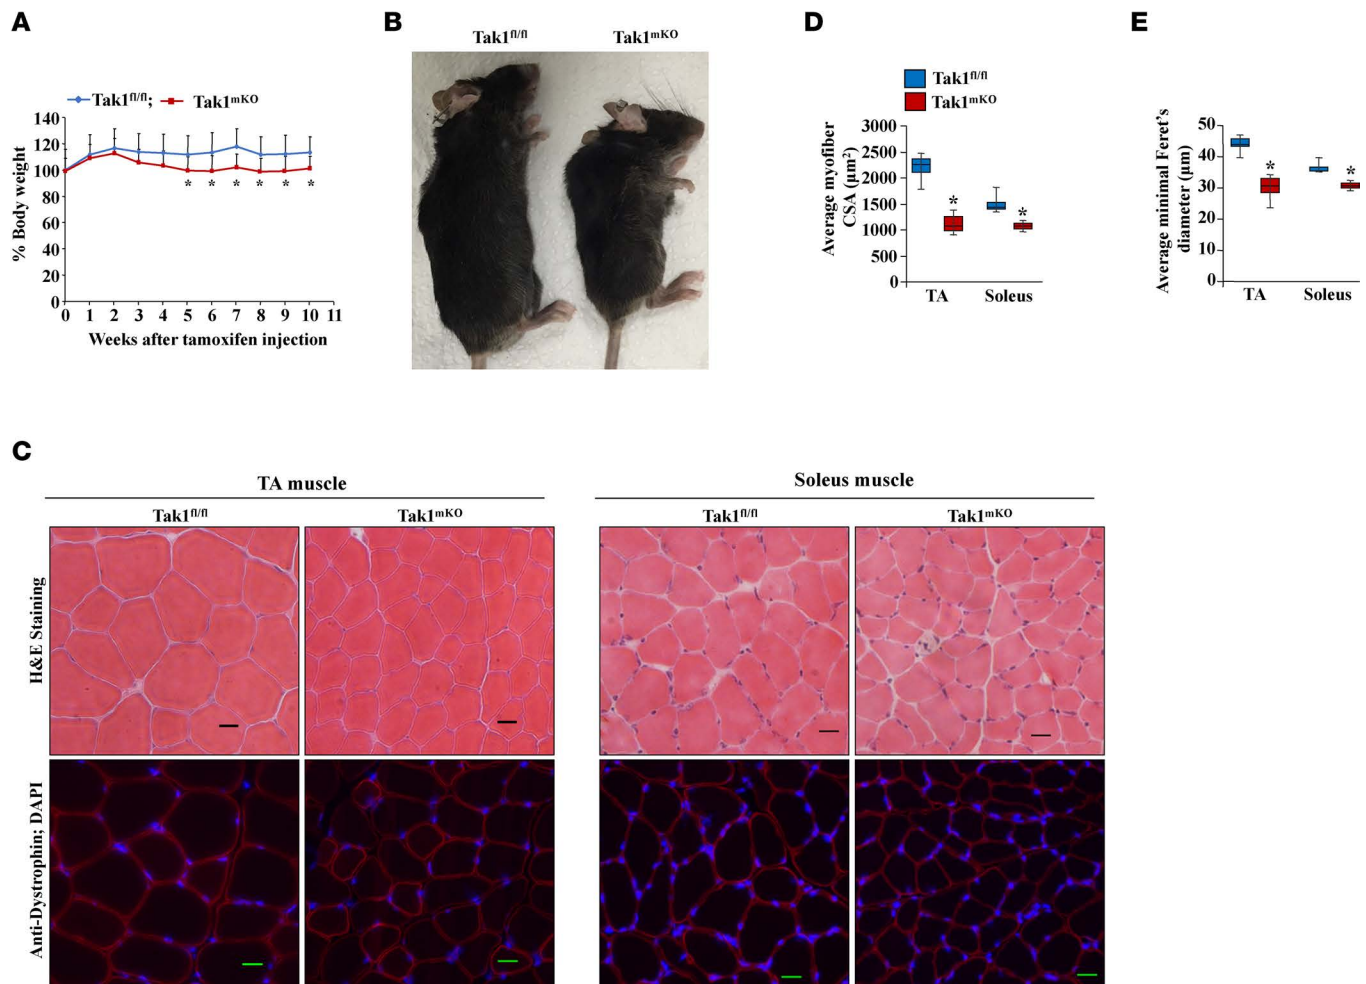 A
Tak1fl/fl; Tak1mKO
% Body weight
140
120
100
80
60
40
20
0
* * * * * *
0 1 2 3 4 5 6 7 8 9 10 11
Weeks after tamoxifen injection
B
Tak1fl/fl Tak1mKO
D
Tak1fl/fl
Tak1mKO
Average myofiber
CSA (µm²)
3000
2500
2000
1500
1000
500
0
* *
TA Soleus
E
Average minimal Feret's
diameter (µm)
50
40
30
20
10
0
* *
TA Soleus
C
TA muscle Soleus muscle
Tak1fl/fl Tak1mKO Tak1fl/fl Tak1mKO
H&E Staining
Anti-Dystrophin; DAPI